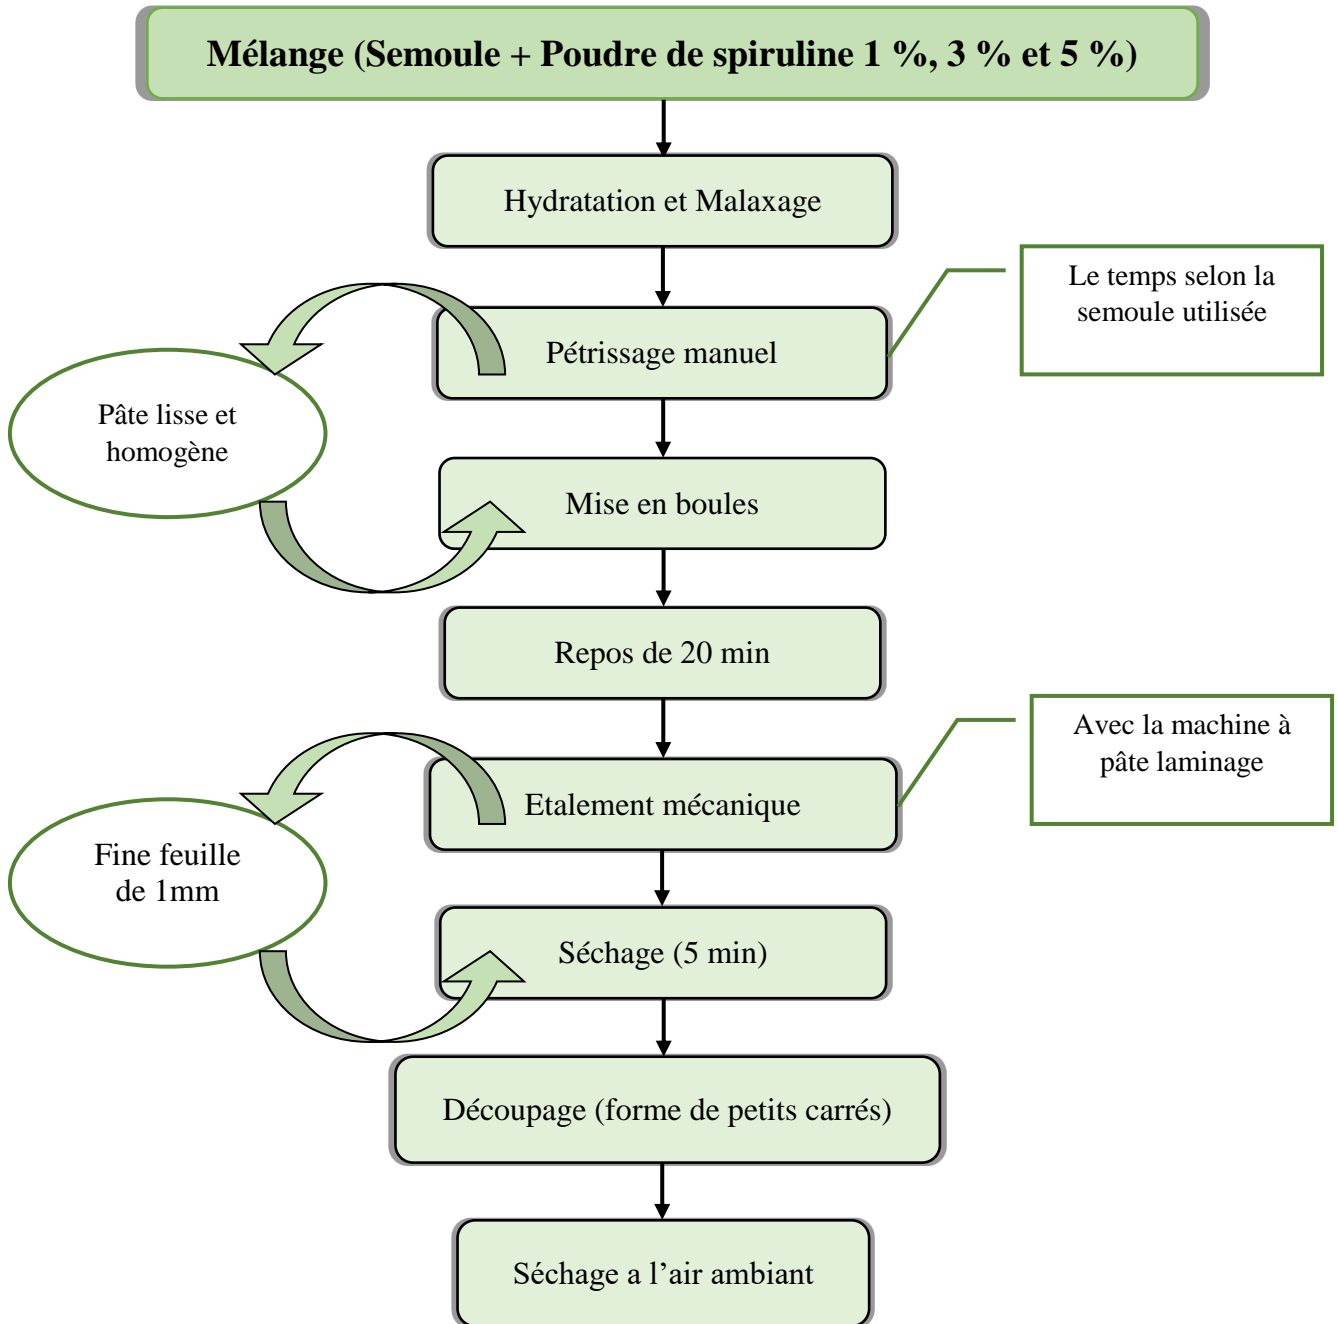 Mélange (Semoule + Poudre de spiruline 1 %, 3 % et 5 %)
Hydratation et Malaxage
Le temps selon la
semoule utilisée
Pétrissage manuel
Pâte lisse et
homogène
Mise en boules
Repos de 20 min
Avec la machine à
pâte laminage
Etalement mécanique
Fine feuille
de 1mm
Séchage (5 min)
Découpage (forme de petits carrés)
Séchage a l’air ambiant